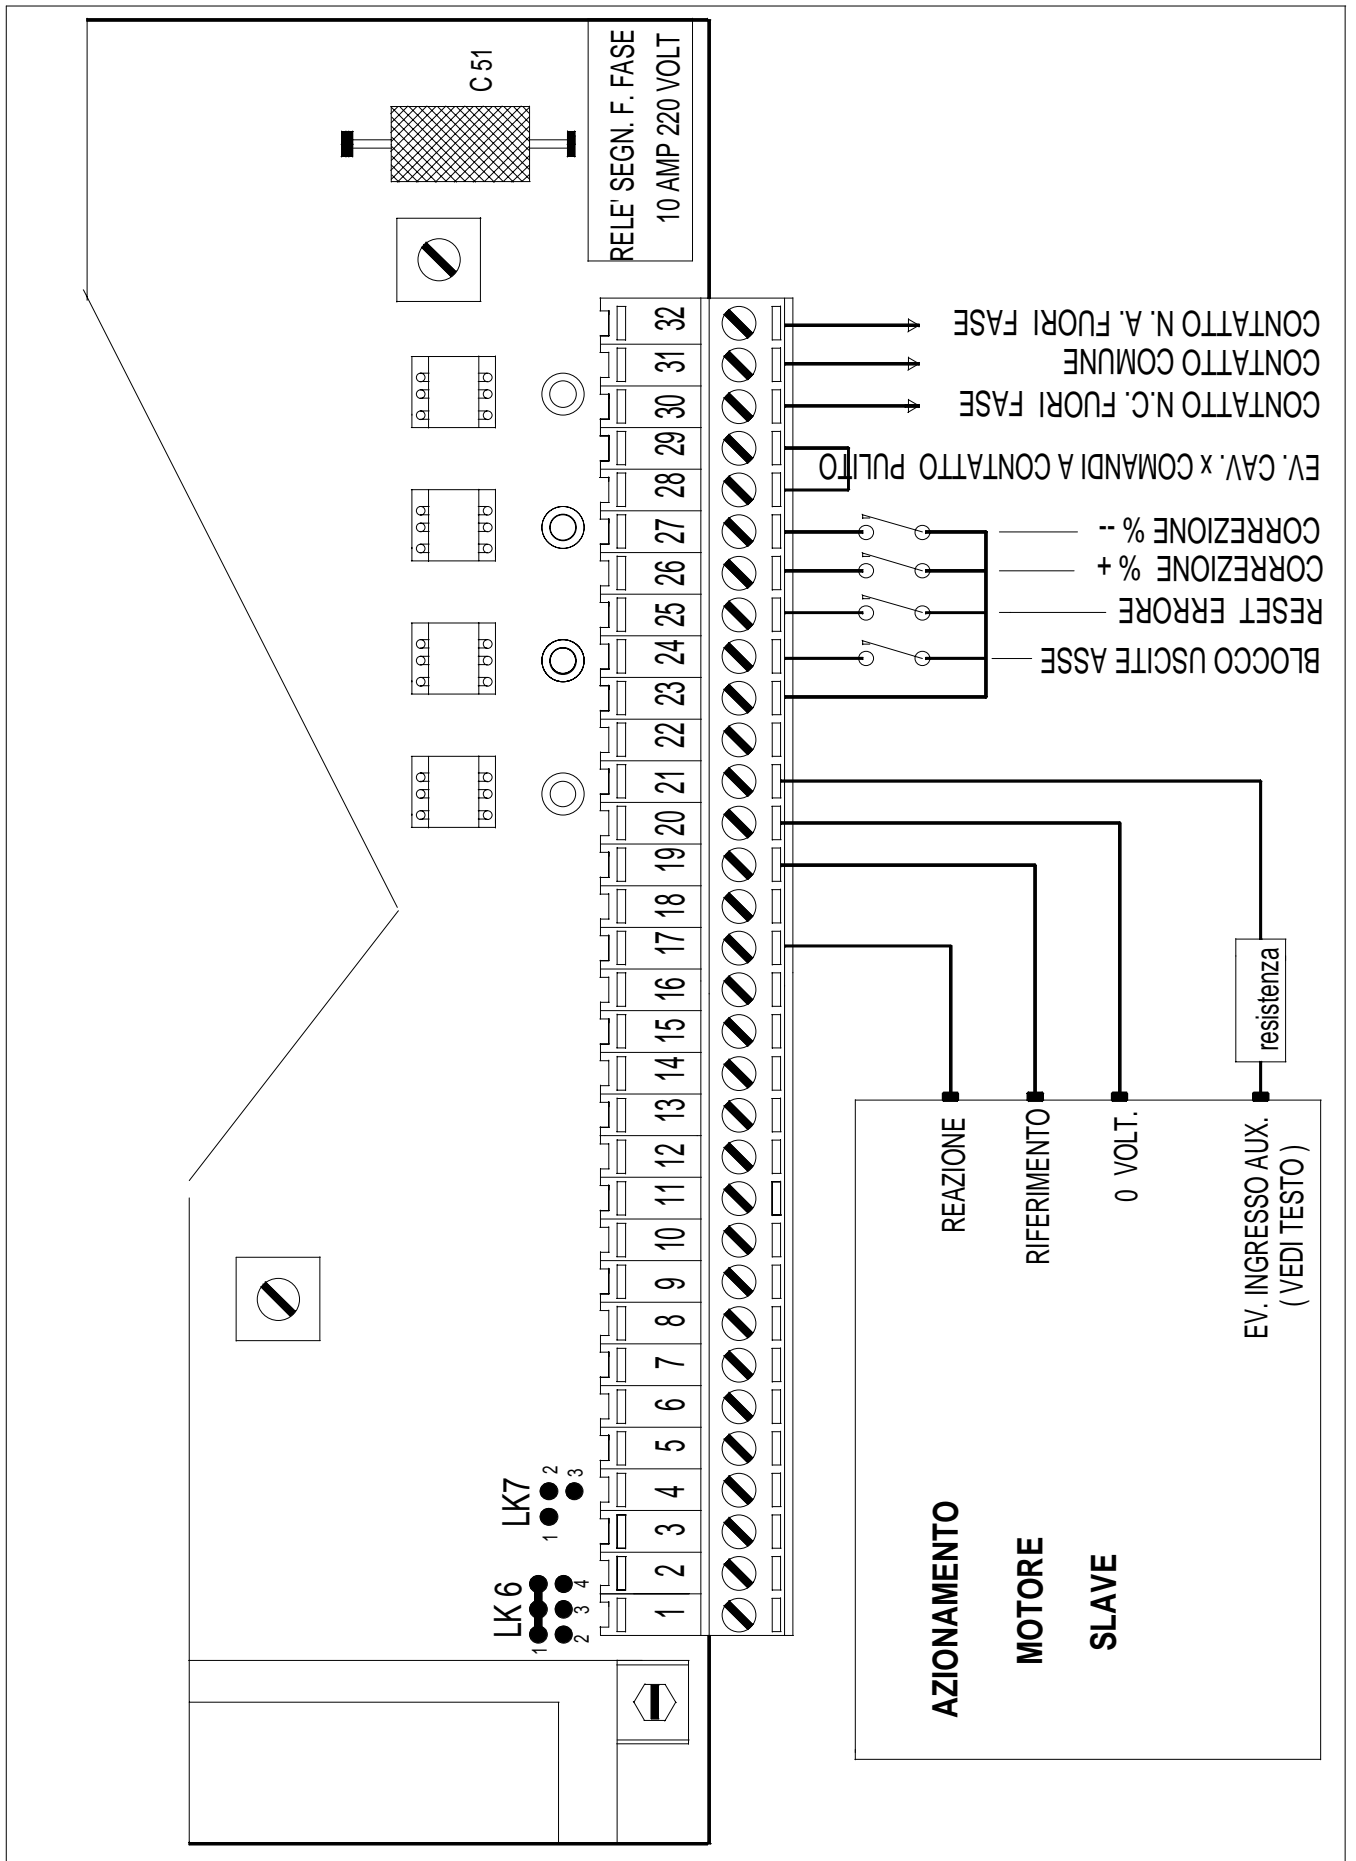 C 51
RELE' SEGN. F. FASE
10 AMP 220 VOLT
32
31
30
29
28
27
26
25
24
23
22
21
20
19
18
17
16
15
14
13
12
11
10
9
8
7
6
5
4
3
2
1
CONTATTO N. A. FUORI FASE
CONTATTO COMUNE
CONTATTO N.C. FUORI FASE
EV. CAV. x COMANDI A CONTATTO PULITO
CORREZIONE % --
CORREZIONE % +
RESET ERRORE
BLOCCO USCITE ASSE
LK7
1
2
3
LK 6
1
2
3
4
resistenza
REAZIONE
RIFERIMENTO
0 VOLT.
EV. INGRESSO AUX.
( VEDI TESTO )
AZIONAMENTO
MOTORE
SLAVE